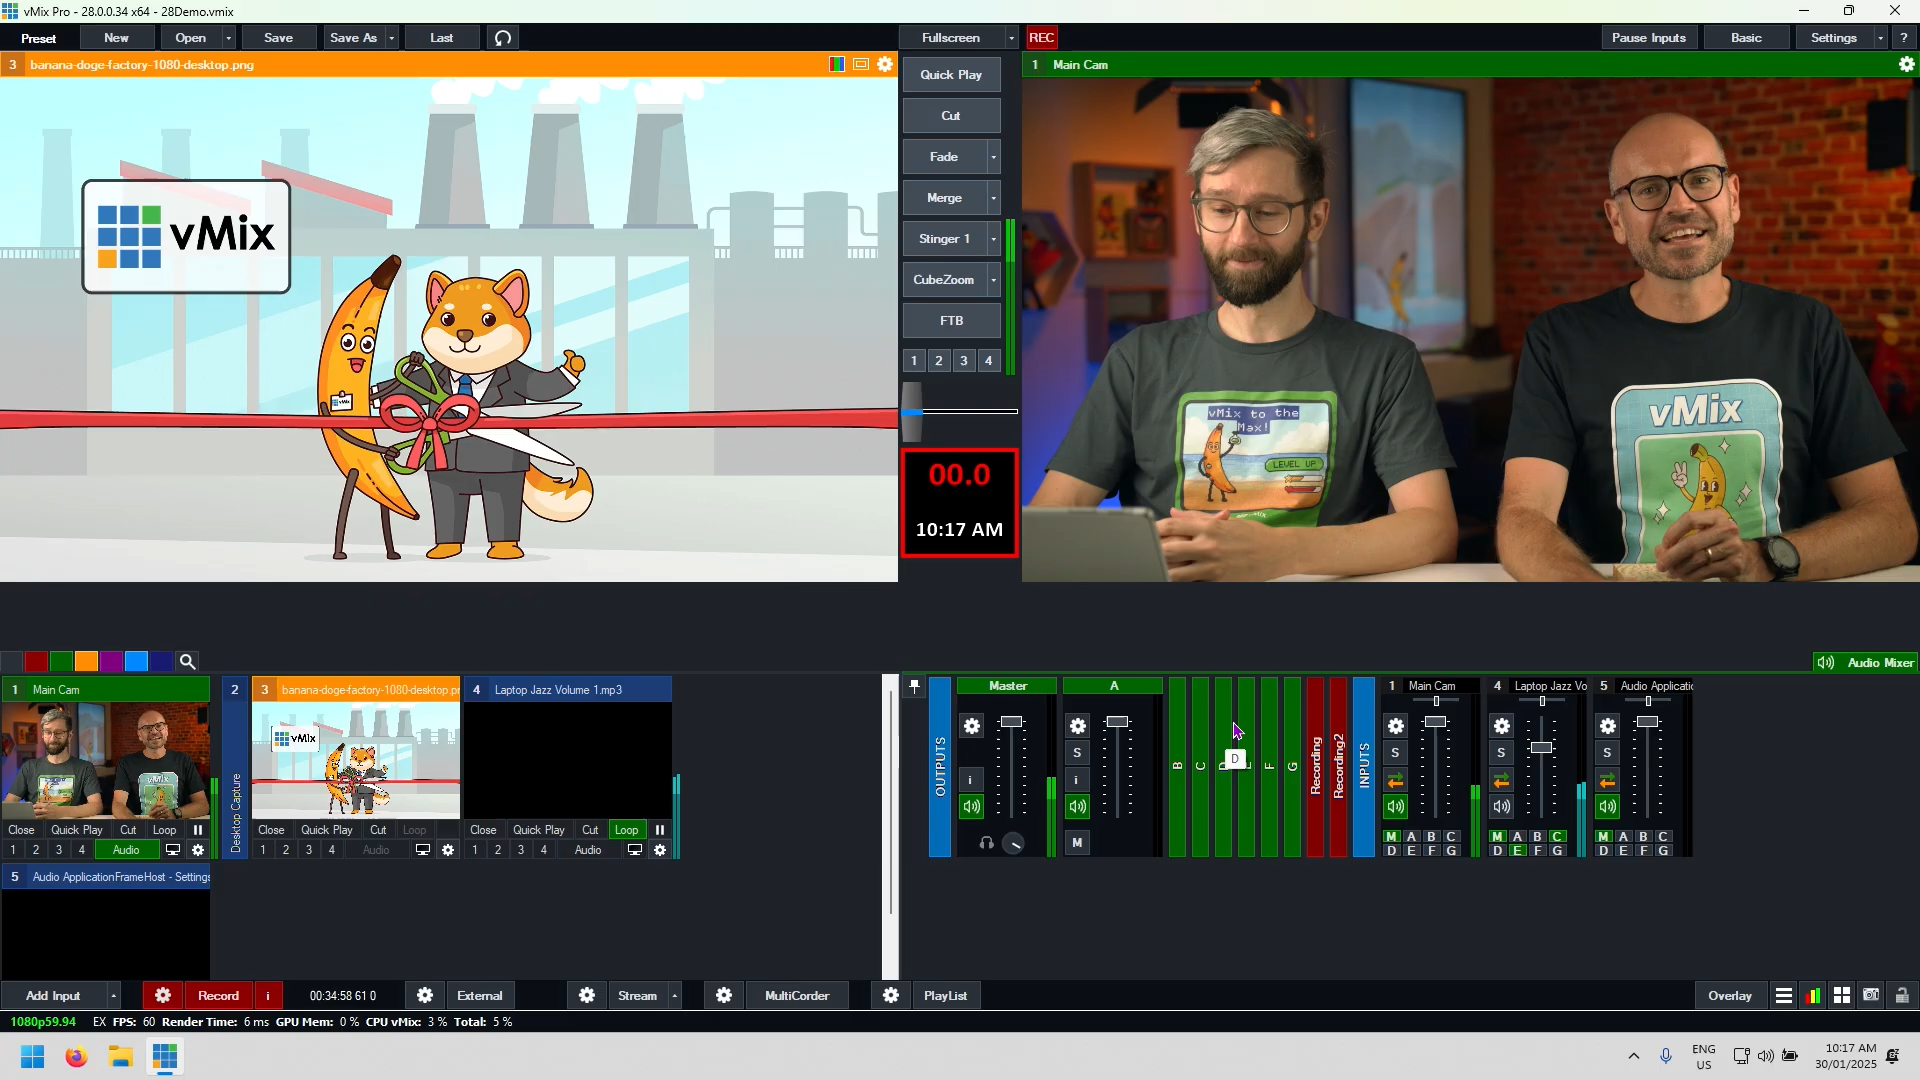 vMix Pro - 28.0.0.34 x64 - 28Demo.vmix
Preset New Open Save Save As Last Fullscreen REC Pause Inputs Basic Settings ?
3 banana-doge-factory-1080-desktop.png
Quick Play
Cut
Fade
Merge
Stinger 1
CubeZoom
FTB
1 2 3 4
00.0
10:17 AM
1 Main Cam
vMix
vMix
vMix to the
Max!
LEVEL UP
vMix
Audio Mixer
1 Main Cam
Close Quick Play Cut Loop
1 2 3 4 Audio
2
Desktop Capture
3 banana-doge-factory-1080-desktop.pr
vMix
Close Quick Play Cut Loop
1 2 3 4 Audio
4 Laptop Jazz Volume 1.mp3
Close Quick Play Cut Loop
1 2 3 4 Audio
5 Audio ApplicationFrameHost - Settings
OUTPUTS
Master
i
A
S
i
M
B
C
D
D
E
F
G
Recording
Recording2
INPUTS
1 Main Cam
S
M A B C
D E F G
4 Laptop Jazz Vo
S
M A B C
D E F G
5 Audio Applicatic
S
M A B C
D E F G
Add Input Record i 00:34:58 61 0 External Stream MultiCorder PlayList Overlay
1080p59.94 EX FPS: 60 Render Time: 6 ms GPU Mem: 0 % CPU vMix: 3 % Total: 5 %
ENG
US
10:17 AM
30/01/2025